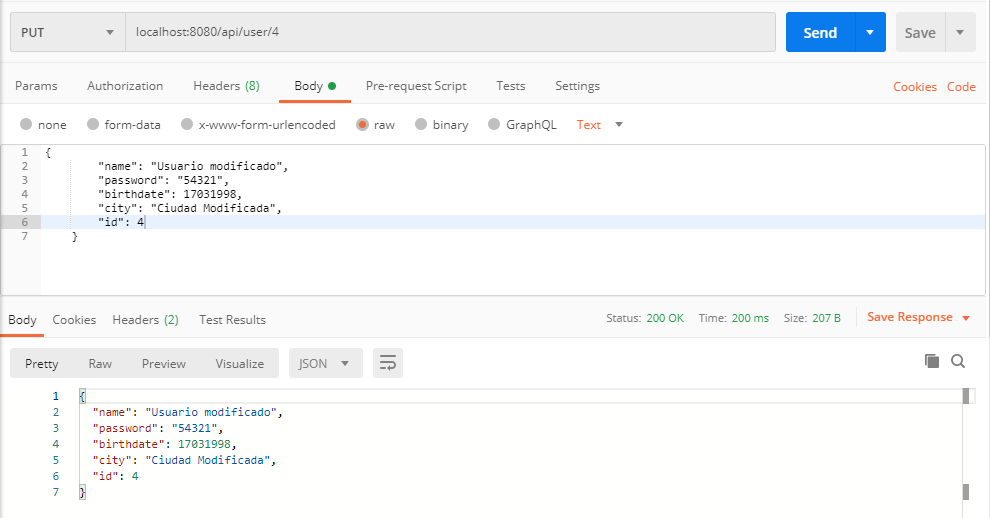 PUT localhost:8080/api/user/4 Send Save
Params Authorization Headers (8) Body Pre-request Script Tests Settings Cookies Code
none form-data x-www-form-urlencoded raw binary GraphQL Text
1 {
2 "name": "Usuario modificado",
3 "password": "54321",
4 "birthdate": 17031998,
5 "city": "Ciudad Modificada",
6 "id": 4
7 }
Body Cookies Headers (2) Test Results Status: 200 OK Time: 200 ms Size: 207 B Save Response
Pretty Raw Preview Visualize JSON
1 {
2 "name": "Usuario modificado",
3 "password": "54321",
4 "birthdate": 17031998,
5 "city": "Ciudad Modificada",
6 "id": 4
7 }